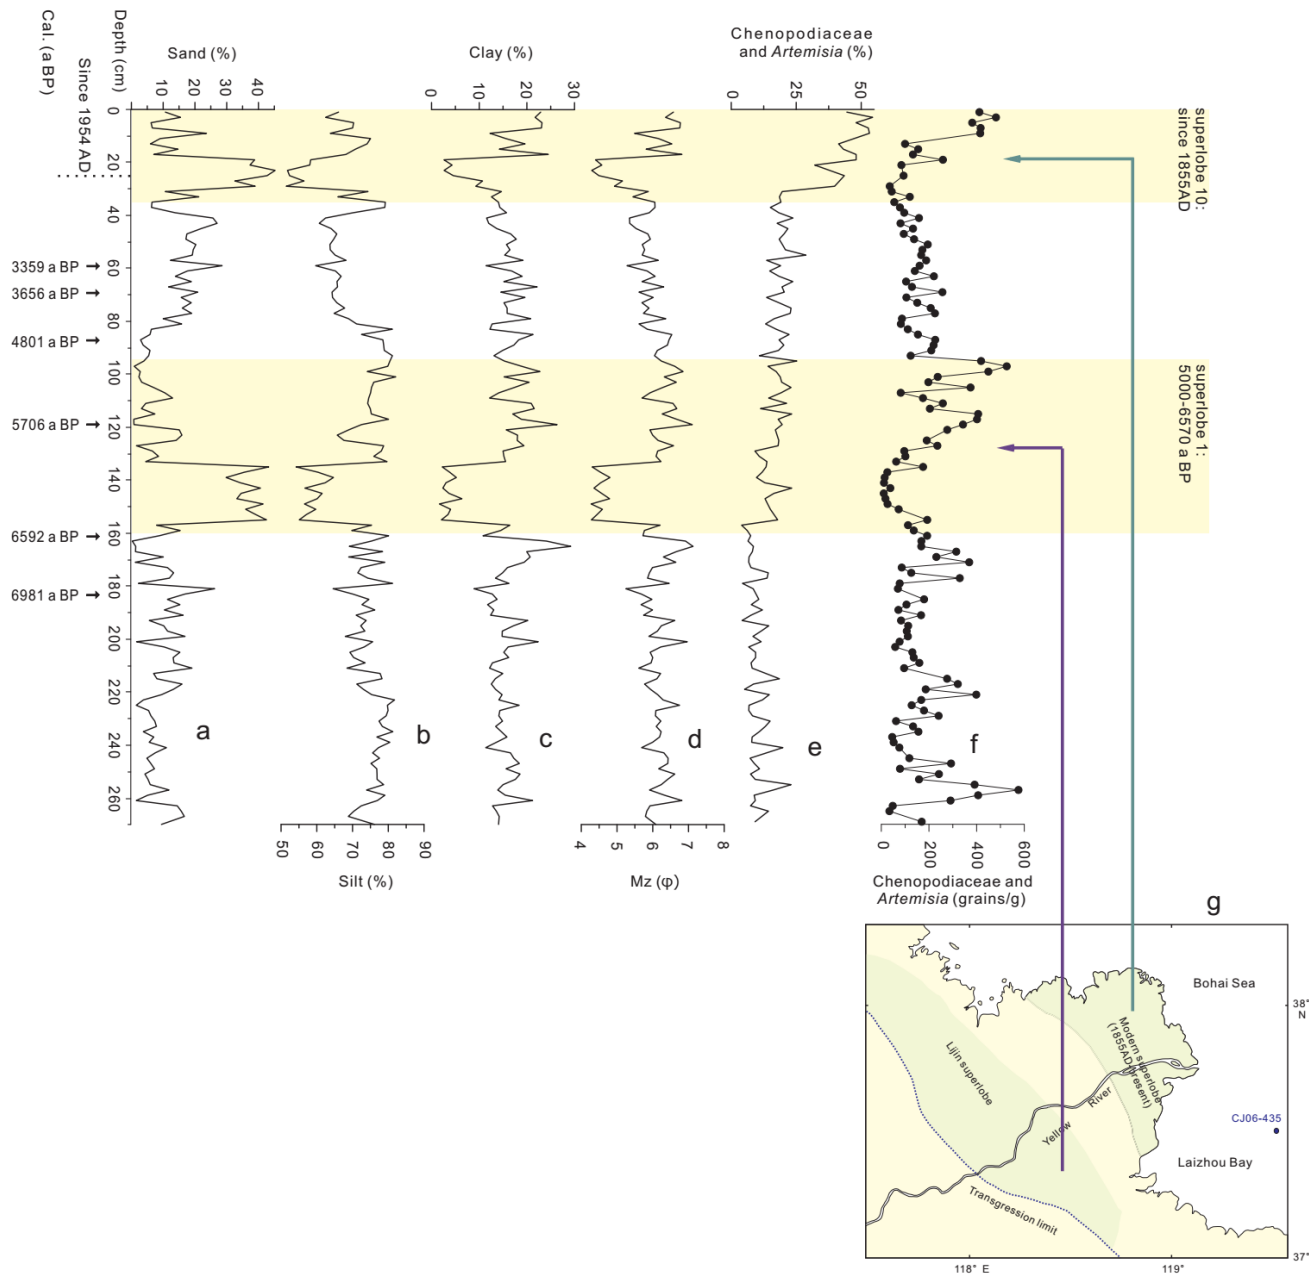 Cal. (a BP)
Since 1954 AD:
Depth (cm)
Sand (%)
10
20
30
40
Clay (%)
0
10
20
30
Chenopodiaceae
and Artemisia (%)
0
25
50
0
20
40
60
80
100
120
140
160
180
200
220
240
260
3359 a BP
3656 a BP
4801 a BP
5706 a BP
6592 a BP
6981 a BP
superlobe 10:
since 1855AD
superlobe 1:
5000-6570 a BP
a
b
c
d
e
f
50
60
70
80
90
Silt (%)
4
5
6
7
8
Mz (φ)
0
200
400
600
Chenopodiaceae and
Artemisia (grains/g)
g
Bohai Sea
38°
N
Modern superlobe
(1855AD-present)
Lijin superlobe
Yellow River
CJ06-435
Laizhou Bay
Transgression limit
118° E
119°
37°